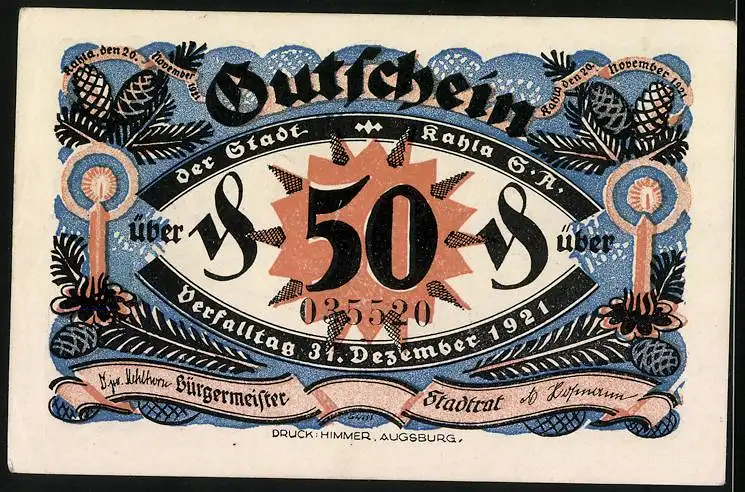 Kahla, den 20. November 1921
Kahla den 20. November 1921
Gutschein
der Stadt Kahla S.A.
über 50 über
035520
Verfalltag 31. Dezember 1921
Bürgermeister
Stadtrat Hofmann
DRUCK: HIMMER, AUGSBURG.